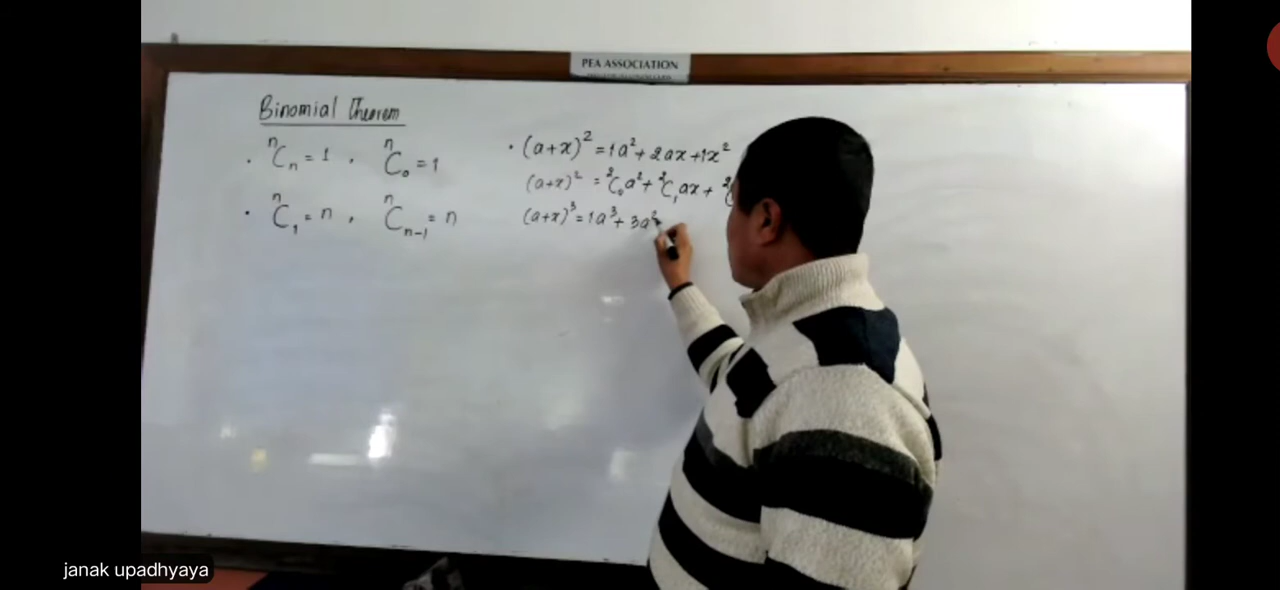 PEA ASSOCIATION
Binomial Theorem
. ⁿCₙ = 1 , ⁿC₀ = 1
. ⁿC₁ = n , ⁿCₙ₋₁ = n
. (a+x)² = 1a² + 2ax + 1x²
(a+x)² = ²C₀a² + ²C₁ax + ²C
(a+x)³ = 1a³ + 3a²
janak upadhyaya